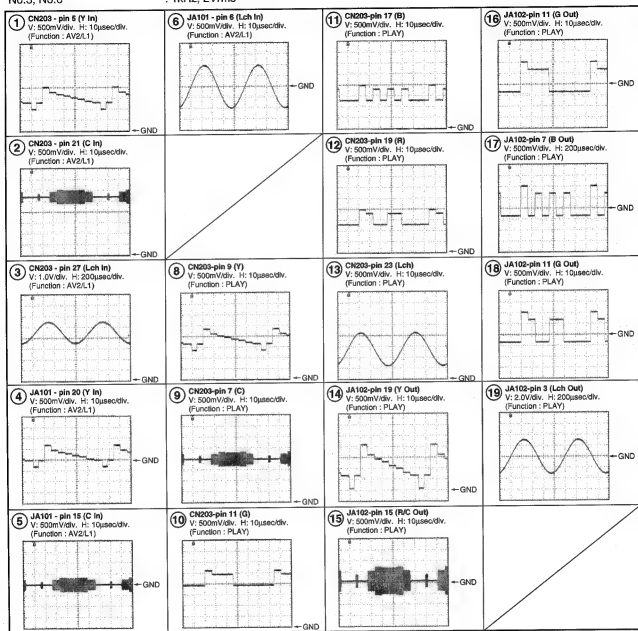 No.3, No.6 : 1kHz, 2Vrms
1 CN203 - pin 5 (Y In)
V: 500mV/div. H: 10µsec/div.
(Function : AV2/L1)
GND
2 CN203 - pin 21 (C In)
V: 500mV/div. H: 10µsec/div.
(Function : AV2/L1)
GND
3 CN203 - pin 27 (Lch In)
V: 1.0V/div. H: 200µsec/div.
(Function : AV2/L1)
GND
4 JA101 - pin 20 (Y In)
V: 500mV/div. H: 10µsec/div.
(Function : AV2/L1)
GND
5 JA101 - pin 15 (C In)
V: 500mV/div. H: 10µsec/div.
(Function : AV2/L1)
GND
6 JA101 - pin 6 (Lch In)
V: 500mV/div. H: 10µsec/div.
(Function : AV2/L1)
GND
8 CN203-pin 9 (Y)
V: 500mV/div. H: 10µsec/div.
(Function : PLAY)
GND
9 CN203-pin 7 (C)
V: 500mV/div. H: 10µsec/div.
(Function : PLAY)
GND
10 CN203-pin 11 (G)
V: 500mV/div. H: 10µsec/div.
(Function : PLAY)
GND
11 CN203-pin 17 (B)
V: 500mV/div. H: 10µsec/div.
(Function : PLAY)
GND
12 CN203-pin 19 (R)
V: 500mV/div. H: 10µsec/div.
(Function : PLAY)
GND
13 CN203-pin 23 (Lch)
V: 500mV/div. H: 10µsec/div.
(Function : PLAY)
GND
14 JA102-pin 19 (Y Out)
V: 500mV/div. H: 10µsec/div.
(Function : PLAY)
GND
15 JA102-pin 15 (R/C Out)
V: 500mV/div. H: 10µsec/div.
(Function : PLAY)
GND
16 JA102-pin 11 (G Out)
V: 500mV/div. H: 10µsec/div.
(Function : PLAY)
GND
17 JA102-pin 7 (B Out)
V: 500mV/div. H: 200µsec/div.
(Function : PLAY)
GND
18 JA102-pin 11 (G Out)
V: 500mV/div. H: 10µsec/div.
(Function : PLAY)
GND
19 JA102-pin 3 (Lch Out)
V: 2.0V/div. H: 200µsec/div.
(Function : PLAY)
GND